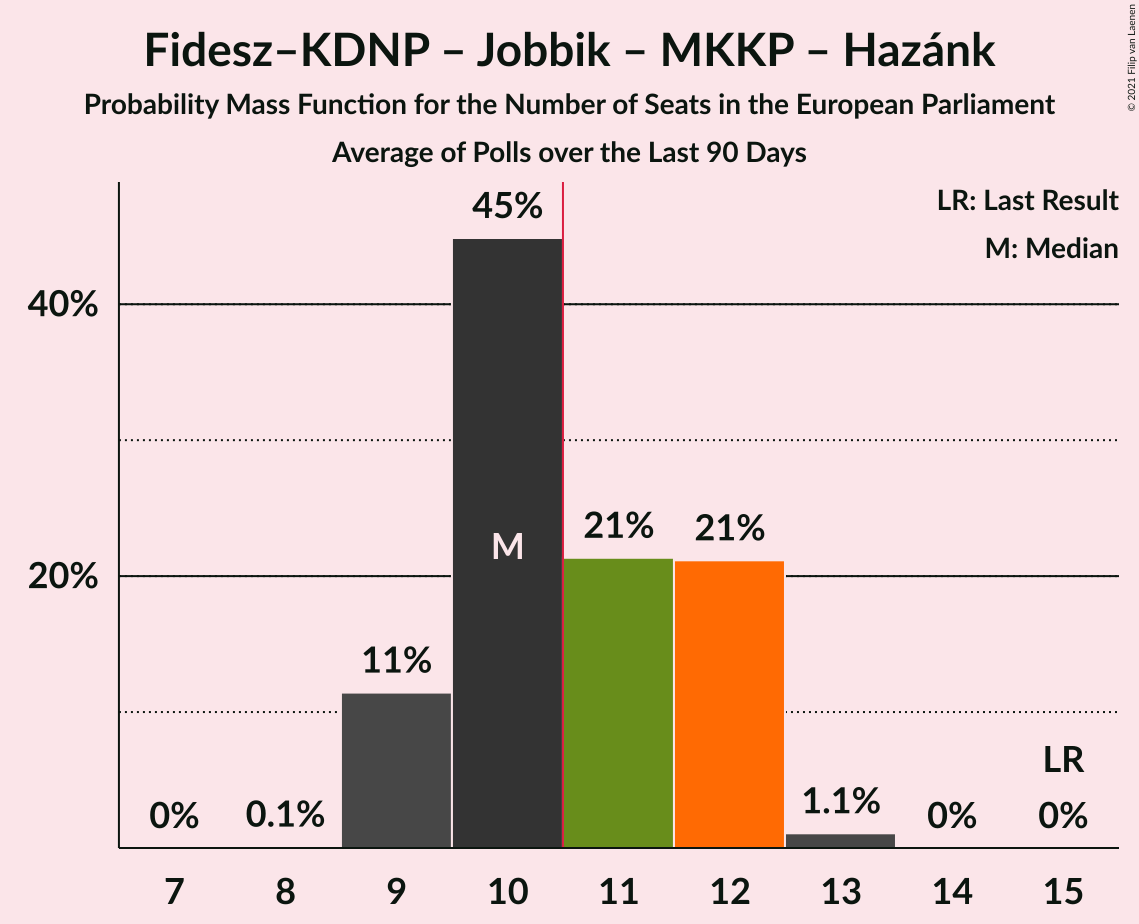 Fidesz–KDNP – Jobbik – MKKP – Hazánk
Probability Mass Function for the Number of Seats in the European Parliament
Average of Polls over the Last 90 Days
© 2021 Filip van Laenen
LR: Last Result
M: Median
45%
40%
M
21%
21%
20%
11%
LR
0%
0.1%
1.1%
0%
0%
7
8
9
10
11
12
13
14
15